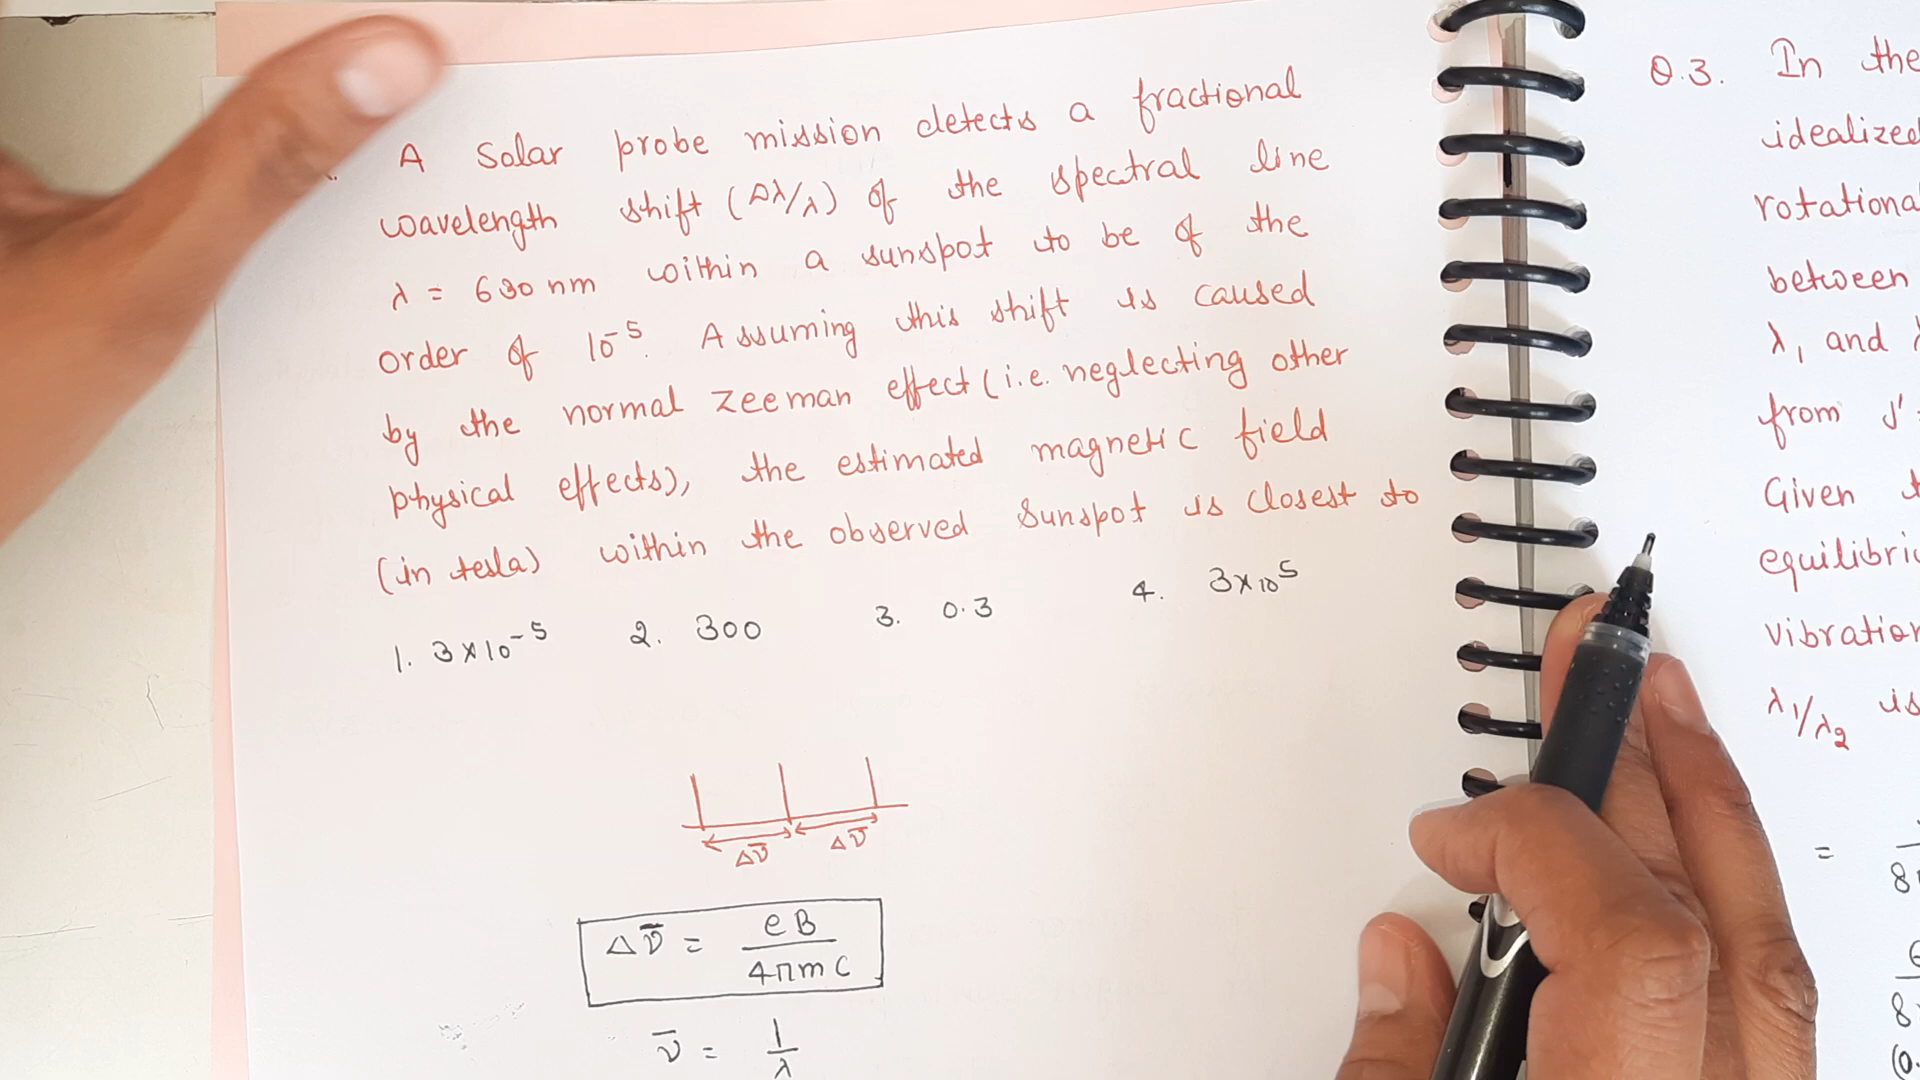 A Solar probe mission detects a fractional
wavelength shift (Δλ/λ) of the spectral line
λ = 630 nm within a sunspot to be of the
order of 10⁻⁵. Assuming this shift is caused
by the normal zeeman effect (i.e. neglecting other
physical effects), the estimated magnetic field
(in tesla) within the observed Sunspot is closest to
1. 3×10⁻⁵ 2. 300 3. 0.3 4. 3×10⁵
Δν̄ Δν̄
Δν̄ = eB / 4πmc
ν̄ = 1/λ
Q.3. In the
idealized
rotational
between
λ₁ and
from J' =
Given
equilibri
vibration
λ₁/λ₂ is
=
8
8
(0.